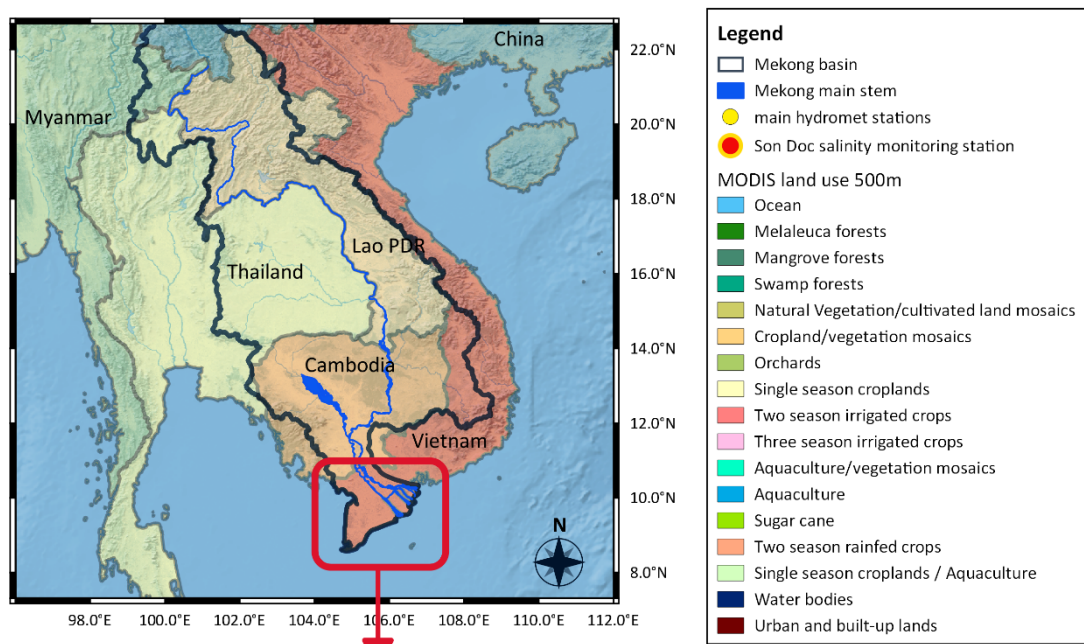 China
22.0°N
Myanmar
20.0°N
18.0°N
Lao PDR
Thailand
16.0°N
14.0°N
Cambodia
12.0°N
Vietnam
10.0°N
N
8.0°N
98.0°E 100.0°E 102.0°E 104.0°E 106.0°E 108.0°E 110.0°E 112.0°E
Legend
Mekong basin
Mekong main stem
main hydromet stations
Son Doc salinity monitoring station
MODIS land use 500m
Ocean
Melaleuca forests
Mangrove forests
Swamp forests
Natural Vegetation/cultivated land mosaics
Cropland/vegetation mosaics
Orchards
Single season croplands
Two season irrigated crops
Three season irrigated crops
Aquaculture/vegetation mosaics
Aquaculture
Sugar cane
Two season rainfed crops
Single season croplands / Aquaculture
Water bodies
Urban and built-up lands